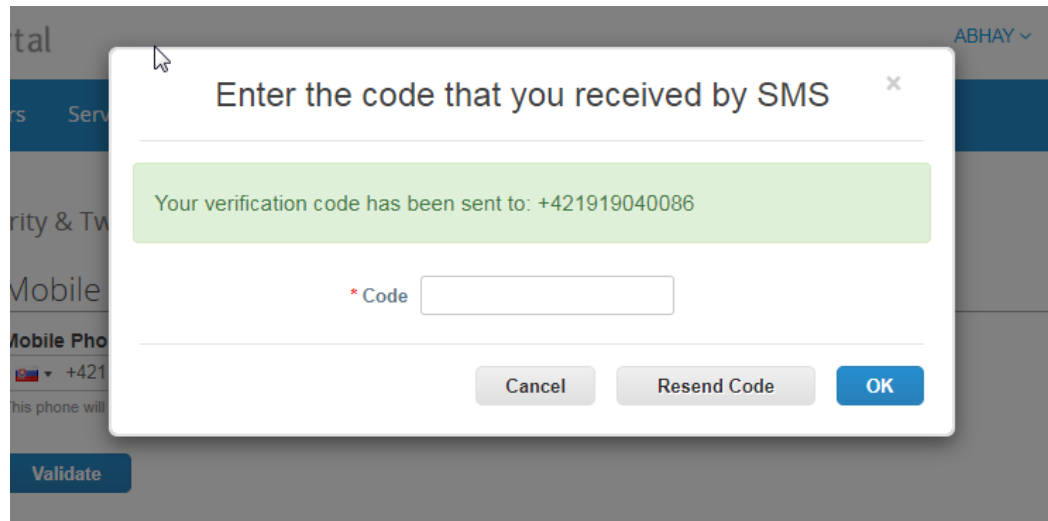 rtal
ABHAY
Enter the code that you received by SMS
×
rs Serv
Your verification code has been sent to: +421919040086
rity & Tw
Mobile
* Code
Mobile Pho
+421
This phone will
Cancel Resend Code OK
Validate